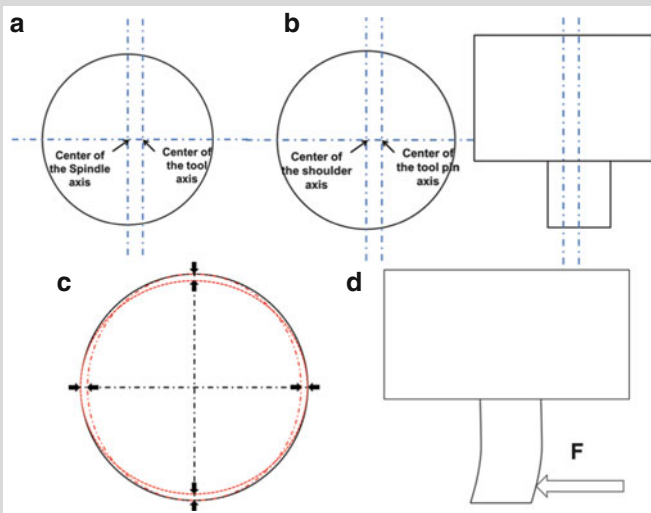 a
b
Center of
the Spindle
axis
Center of
the tool
axis
Center of
the shoulder
axis
Center of
the tool pin
axis
c
d
F